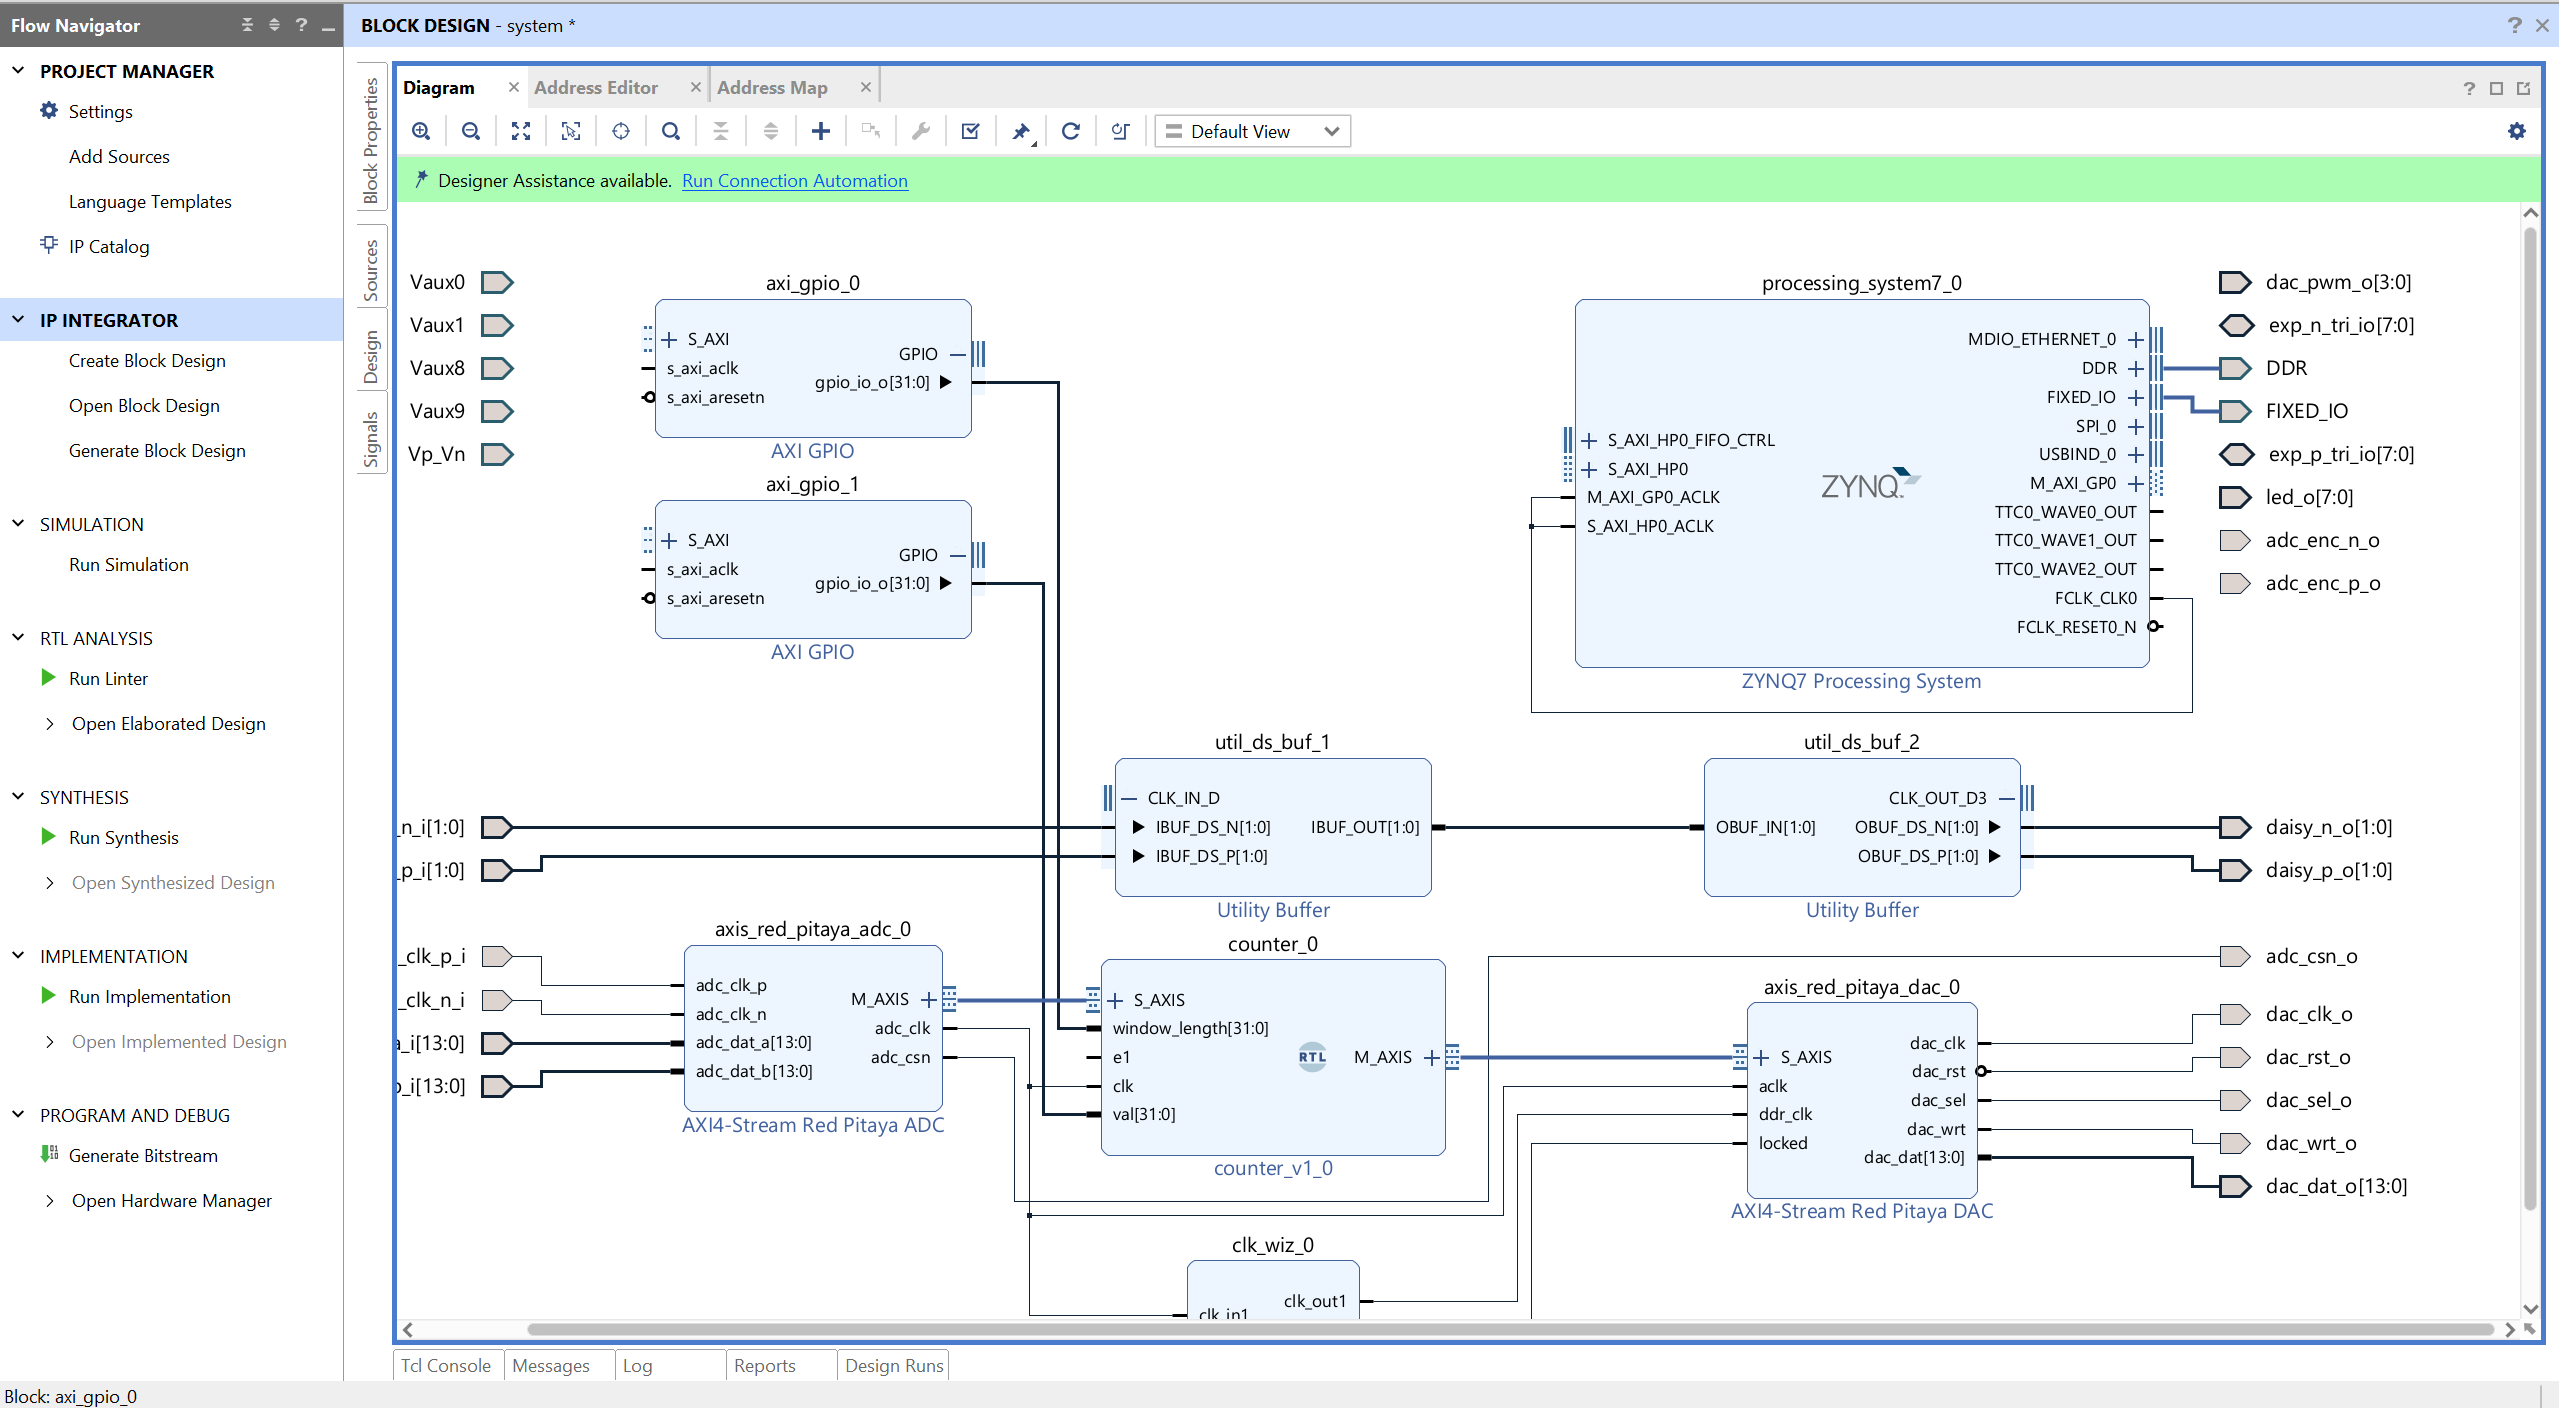 Flow Navigator
PROJECT MANAGER
Settings
Add Sources
Language Templates
IP Catalog
IP INTEGRATOR
Create Block Design
Open Block Design
Generate Block Design
SIMULATION
Run Simulation
RTL ANALYSIS
Run Linter
Open Elaborated Design
SYNTHESIS
Run Synthesis
Open Synthesized Design
IMPLEMENTATION
Run Implementation
Open Implemented Design
PROGRAM AND DEBUG
Generate Bitstream
Open Hardware Manager
BLOCK DESIGN - system *
Block Properties
Sources
Design
Signals
Diagram
Address Editor
Address Map
Default View
Designer Assistance available. Run Connection Automation
Vaux0
Vaux1
Vaux8
Vaux9
Vp_Vn
_n_i[1:0]
_p_i[1:0]
_clk_p_i
_clk_n_i
_i[13:0]
_i[13:0]
axi_gpio_0
S_AXI
s_axi_aclk
s_axi_aresetn
GPIO
gpio_io_o[31:0]
AXI GPIO
axi_gpio_1
S_AXI
s_axi_aclk
s_axi_aresetn
GPIO
gpio_io_o[31:0]
AXI GPIO
processing_system7_0
S_AXI_HP0_FIFO_CTRL
S_AXI_HP0
M_AXI_GP0_ACLK
S_AXI_HP0_ACLK
ZYNQ
MDIO_ETHERNET_0
DDR
FIXED_IO
SPI_0
USBIND_0
M_AXI_GP0
TTC0_WAVE0_OUT
TTC0_WAVE1_OUT
TTC0_WAVE2_OUT
FCLK_CLK0
FCLK_RESET0_N
ZYNQ7 Processing System
dac_pwm_o[3:0]
exp_n_tri_io[7:0]
DDR
FIXED_IO
exp_p_tri_io[7:0]
led_o[7:0]
adc_enc_n_o
adc_enc_p_o
util_ds_buf_1
CLK_IN_D
IBUF_DS_N[1:0]
IBUF_DS_P[1:0]
IBUF_OUT[1:0]
Utility Buffer
util_ds_buf_2
OBUF_IN[1:0]
CLK_OUT_D3
OBUF_DS_N[1:0]
OBUF_DS_P[1:0]
Utility Buffer
daisy_n_o[1:0]
daisy_p_o[1:0]
axis_red_pitaya_adc_0
adc_clk_p
adc_clk_n
adc_dat_a[13:0]
adc_dat_b[13:0]
M_AXIS
adc_clk
adc_csn
AXI4-Stream Red Pitaya ADC
counter_0
S_AXIS
window_length[31:0]
e1
clk
val[31:0]
RTL
M_AXIS
counter_v1_0
axis_red_pitaya_dac_0
S_AXIS
aclk
ddr_clk
locked
dac_clk
dac_rst
dac_sel
dac_wrt
dac_dat[13:0]
AXI4-Stream Red Pitaya DAC
adc_csn_o
dac_clk_o
dac_rst_o
dac_sel_o
dac_wrt_o
dac_dat_o[13:0]
clk_wiz_0
clk_in1
clk_out1
Tcl Console
Messages
Log
Reports
Design Runs
Block: axi_gpio_0